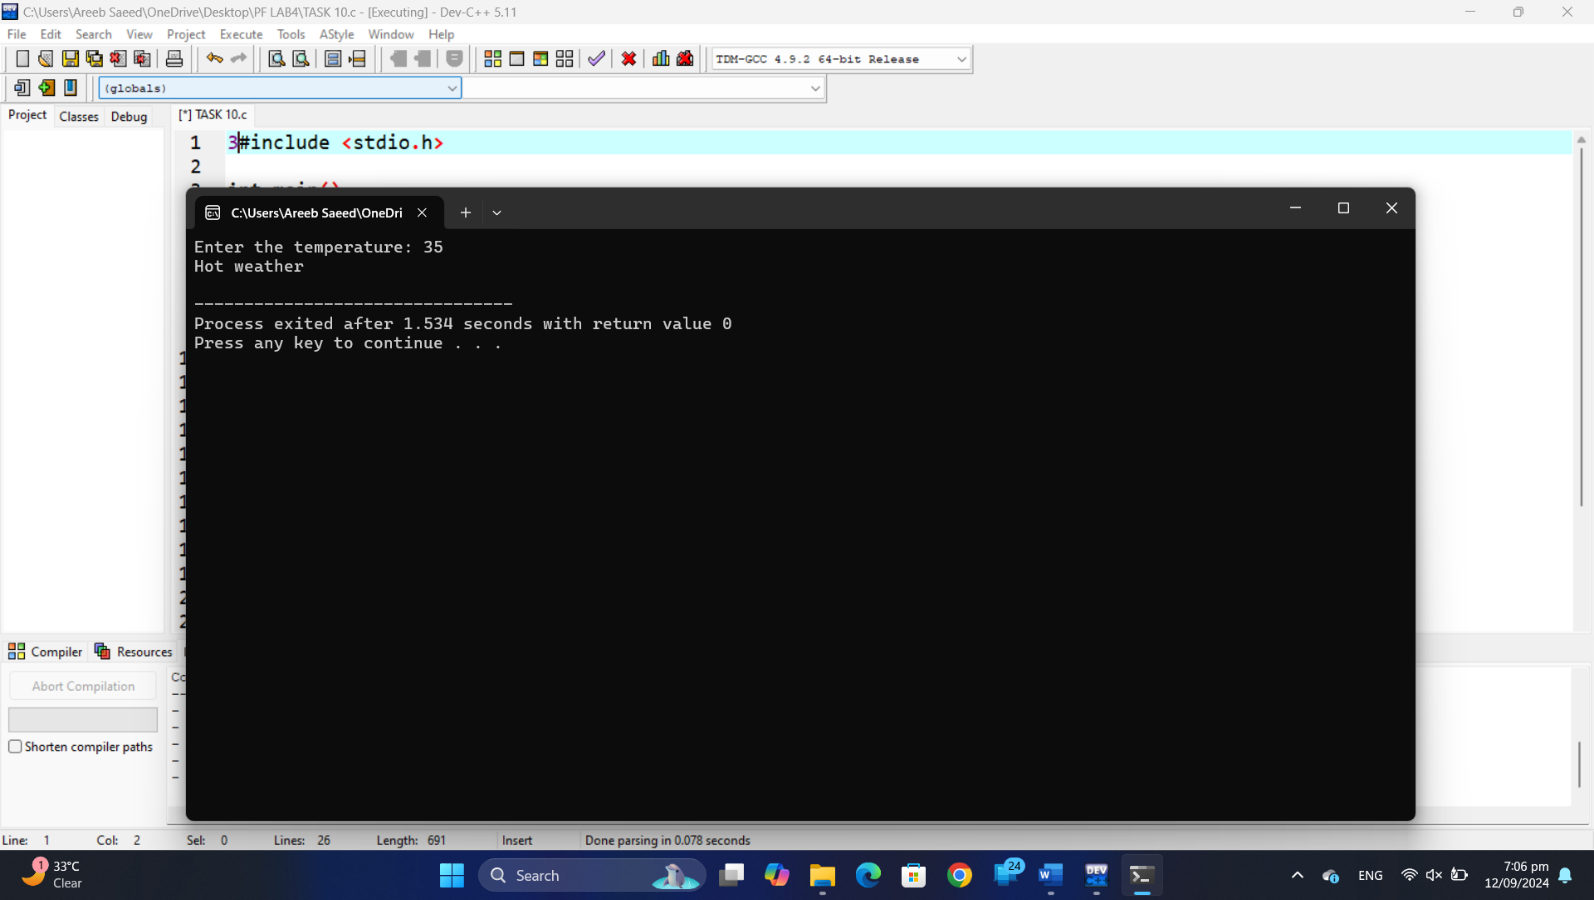 C:\Users\Areeb Saeed\OneDrive\Desktop\PF LAB4\TASK 10.c - [Executing] - Dev-C++ 5.11
File Edit Search View Project Execute Tools AStyle Window Help
TDM-GCC 4.9.2 64-bit Release
(globals)
Project Classes Debug [*] TASK 10.c
1 3#include <stdio.h>
2
C:\Users\Areeb Saeed\OneDri
Enter the temperature: 35
Hot weather
--------------------------------
Process exited after 1.534 seconds with return value 0
Press any key to continue . . .
Compiler Resources
Abort Compilation
Shorten compiler paths
Line: 1 Col: 2 Sel: 0 Lines: 26 Length: 691 Insert Done parsing in 0.078 seconds
1 33°C
Clear
Search
24
W
DEV
ENG
7:06 pm
12/09/2024